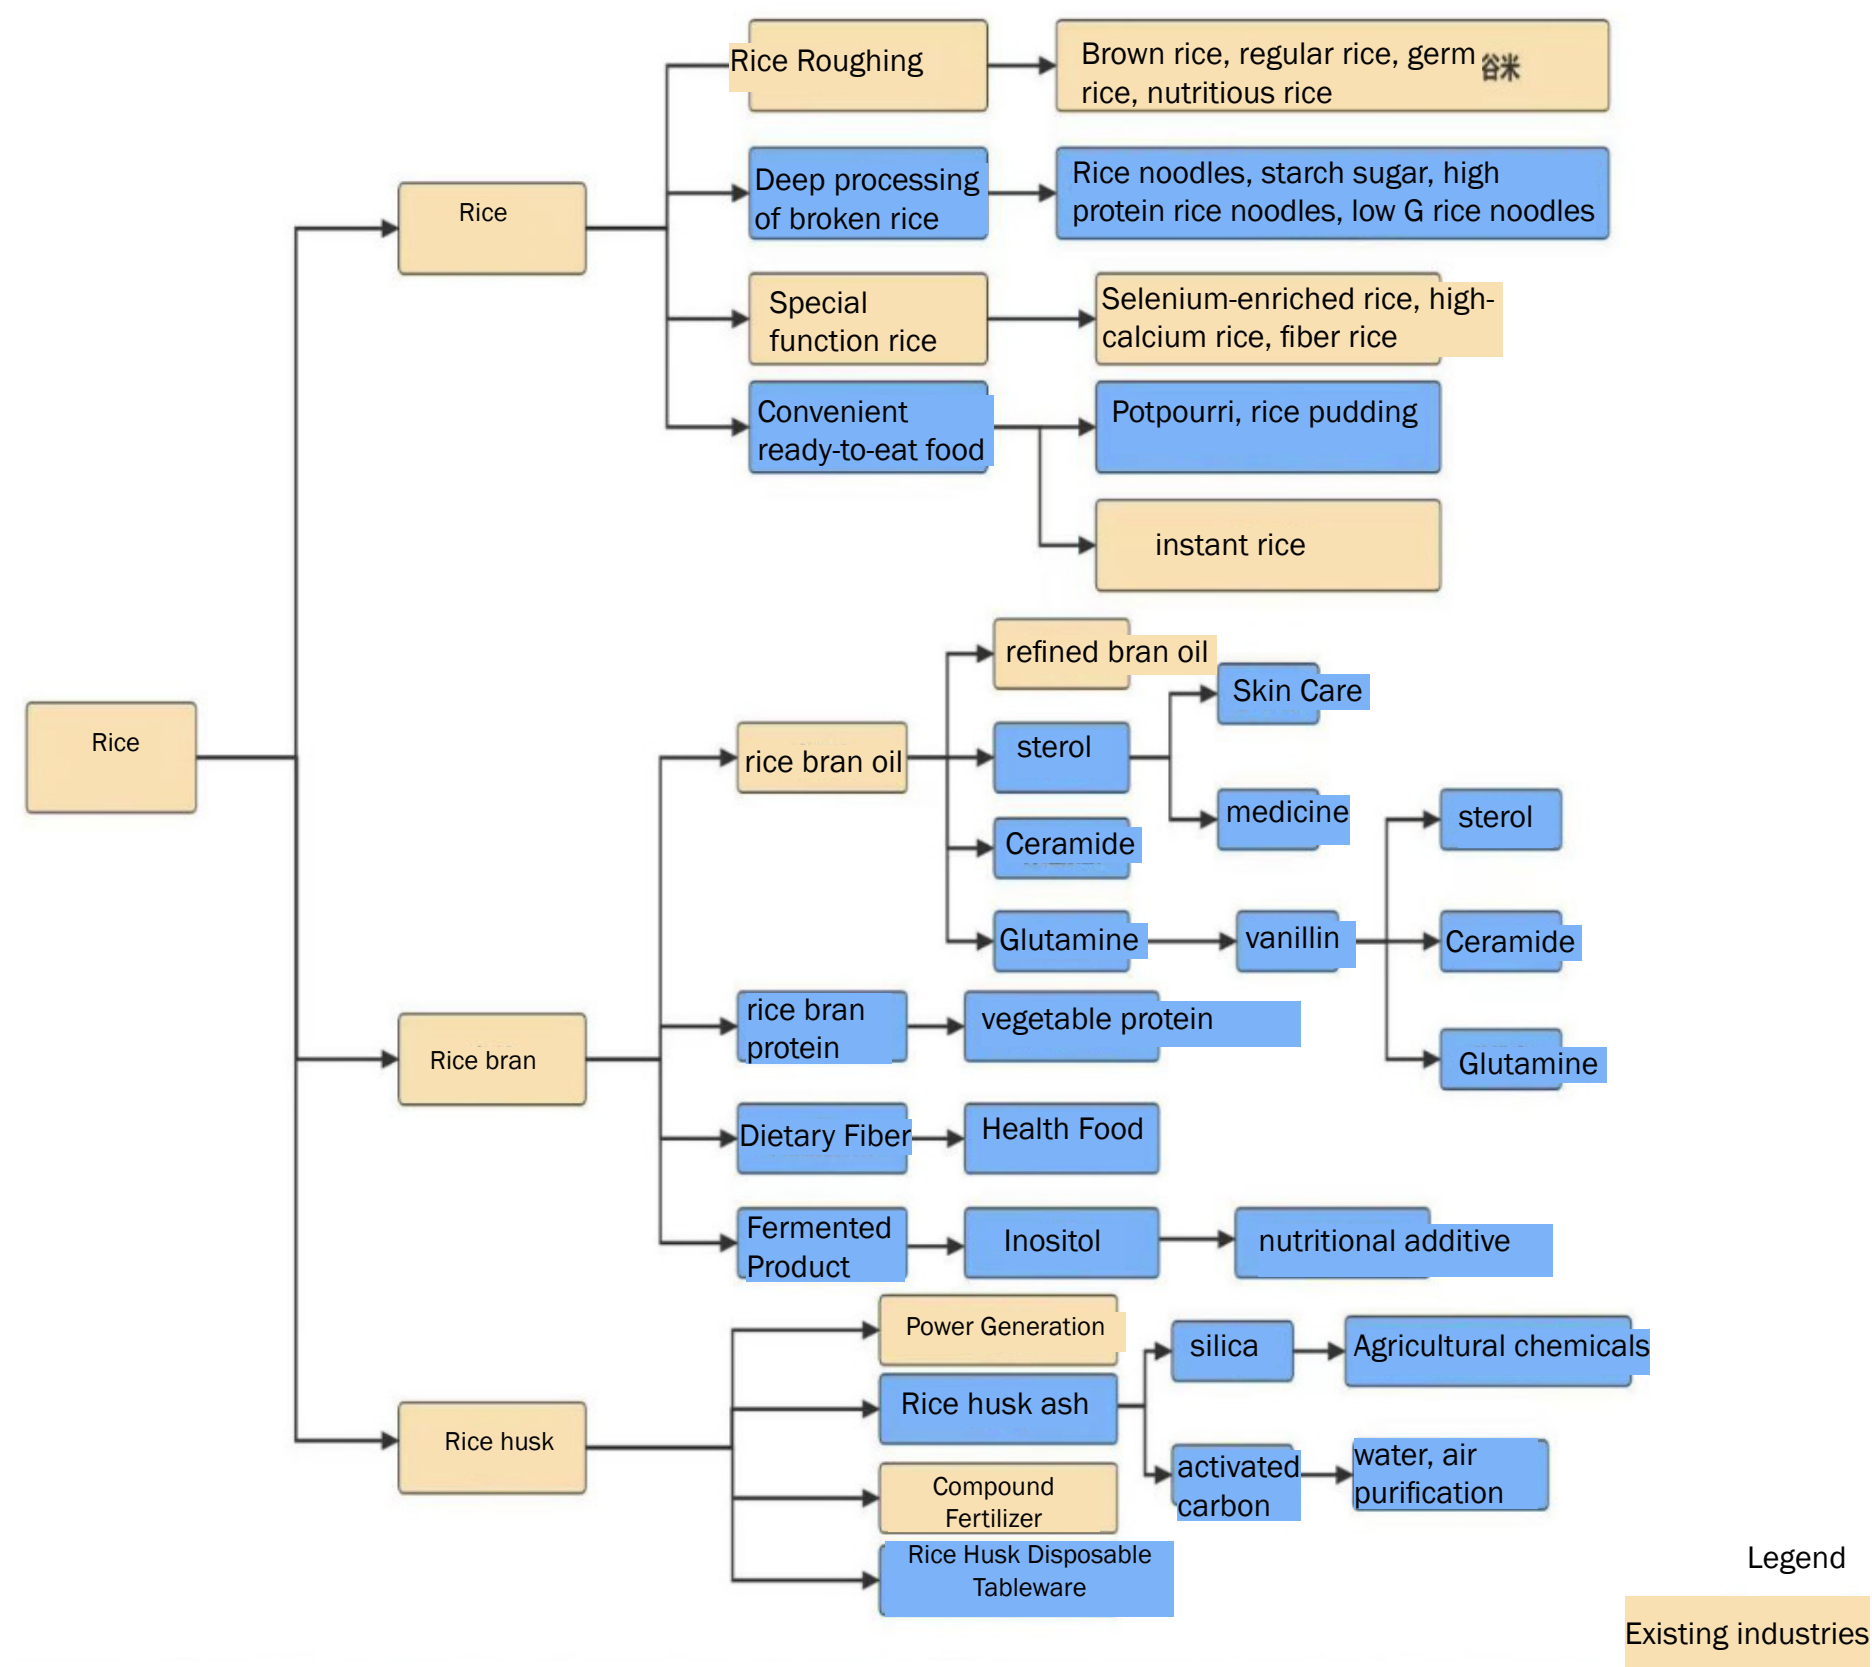 Rice Roughing
Brown rice, regular rice, germ 谷米
rice, nutritious rice
Deep processing
of broken rice
Rice noodles, starch sugar, high
protein rice noodles, low G rice noodles
Rice
Special
function rice
Selenium-enriched rice, high-
calcium rice, fiber rice
Convenient
ready-to-eat food
Potpourri, rice pudding
instant rice
Rice
refined bran oil
Skin Care
rice bran oil
sterol
medicine
sterol
Ceramide
Glutamine
vanillin
Ceramide
Glutamine
Rice bran
rice bran
protein
vegetable protein
Dietary Fiber
Health Food
Fermented
Product
Inositol
nutritional additive
Power Generation
silica
Agricultural chemicals
Rice husk ash
Rice husk
activated
carbon
water, air
purification
Compound
Fertilizer
Rice Husk Disposable
Tableware
Legend
Existing industries